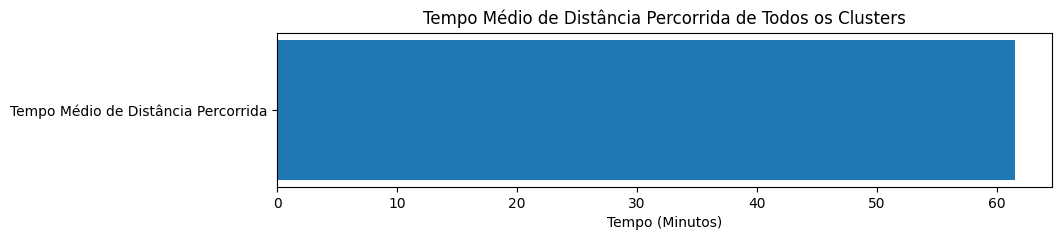 Tempo Médio de Distância Percorrida de Todos os Clusters
Tempo Médio de Distância Percorrida
0 10 20 30 40 50 60
Tempo (Minutos)